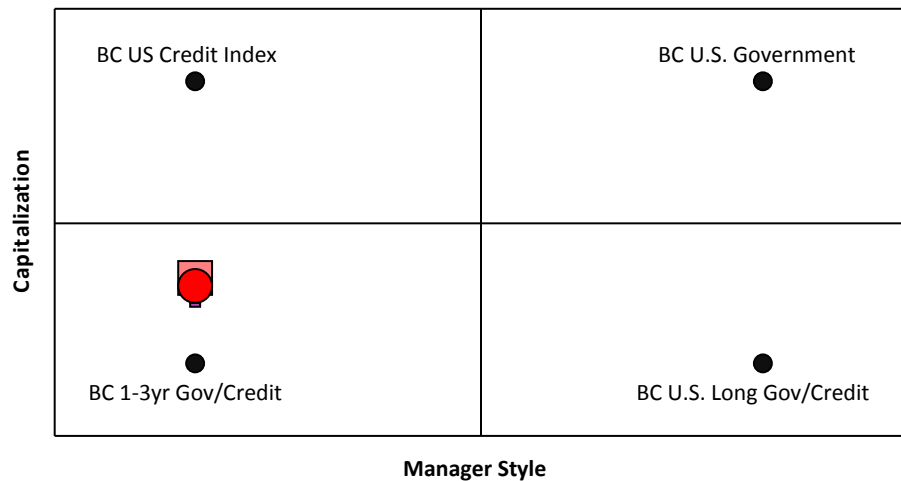 BC US Credit Index
BC U.S. Government
Capitalization
BC 1-3yr Gov/Credit
BC U.S. Long Gov/Credit
Manager Style